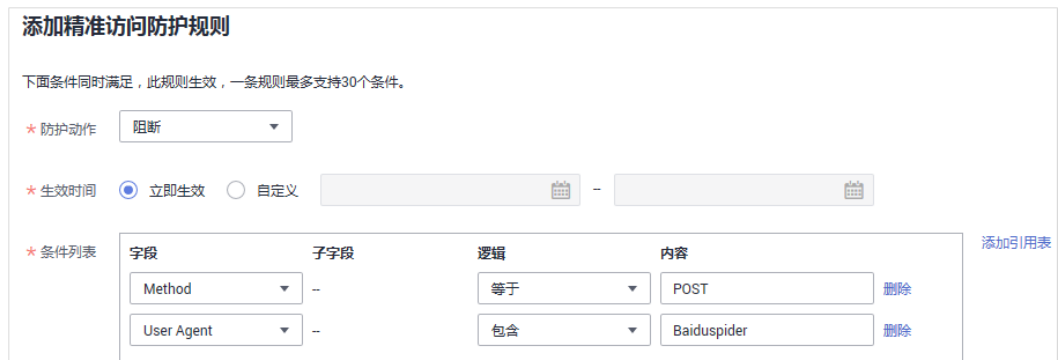 添加精准访问防护规则
下面条件同时满足，此规则生效，一条规则最多支持30个条件。
* 防护动作 阻断
* 生效时间 立即生效 自定义 –
* 条件列表 添加引用表
字段 子字段 逻辑 内容
Method -- 等于 POST 删除
User Agent -- 包含 Baiduspider 删除